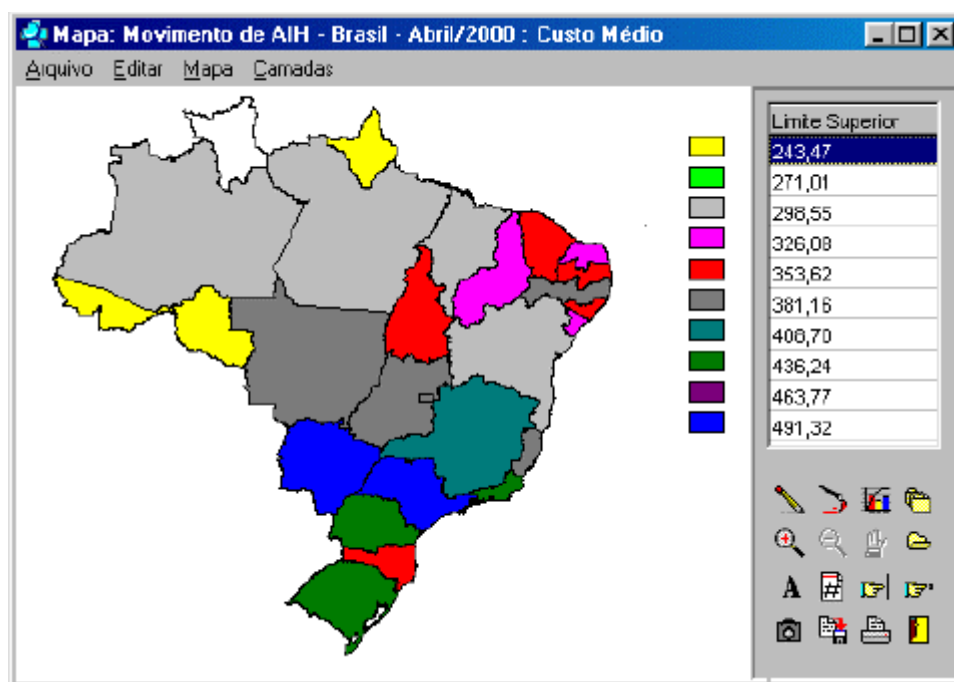 Mapa: Movimento de AIH - Brasil - Abril/2000 : Custo Médio
Arquivo Editar Mapa Camadas
Limite Superior
243,47
271,01
298,55
326,08
353,62
381,16
408,70
436,24
463,77
491,32
A
#